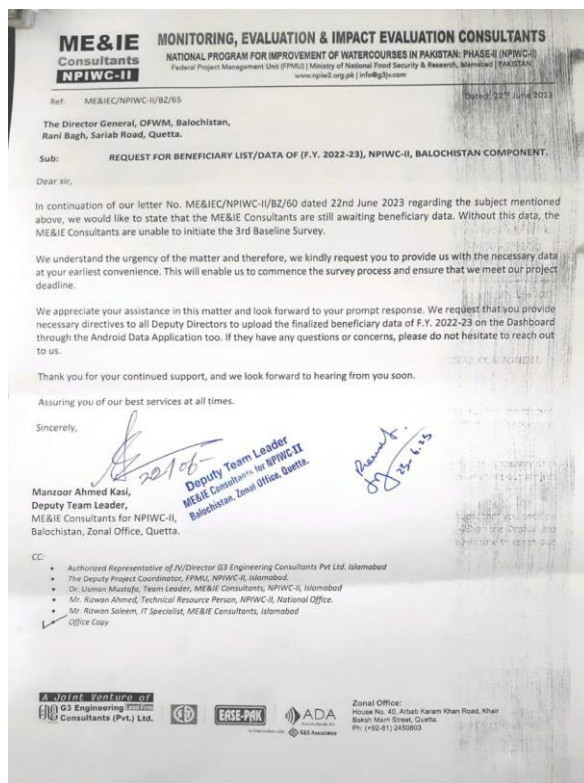 ME&IE
Consultants
NPIWC-II
MONITORING, EVALUATION & IMPACT EVALUATION CONSULTANTS
NATIONAL PROGRAM FOR IMPROVEMENT OF WATERCOURSES IN PAKISTAN: PHASE-II (NPIWC-II)
Federal Project Management Unit (FPMU) | Ministry of National Food Security & Research, Islamabad | PAKISTAN
www.npiw2.org.pk | info@g3jv.com
Ref: ME&IEC/NPIWC-II/BZ/65
Dated: 22nd June 2023
The Director General, OFWM, Balochistan,
Rani Bagh, Sariab Road, Quetta.
Sub: REQUEST FOR BENEFICIARY LIST/DATA OF (F.Y. 2022-23), NPIWC-II, BALOCHISTAN COMPONENT.
Dear sir,
In continuation of our letter No. ME&IEC/NPIWC-II/BZ/60 dated 22nd June 2023 regarding the subject mentioned
above, we would like to state that the ME&IE Consultants are still awaiting beneficiary data. Without this data, the
ME&IE Consultants are unable to initiate the 3rd Baseline Survey.
We understand the urgency of the matter and therefore, we kindly request you to provide us with the necessary data
at your earliest convenience. This will enable us to commence the survey process and ensure that we meet our project
deadline.
We appreciate your assistance in this matter and look forward to your prompt response. We request that you provide
necessary directives to all Deputy Directors to upload the finalized beneficiary data of F.Y. 2022-23 on the Dashboard
through the Android Data Application too. If they have any questions or concerns, please do not hesitate to reach out
to us.
Thank you for your continued support, and we look forward to hearing from you soon.
Assuring you of our best services at all times.
Sincerely,
22/06
Deputy Team Leader
ME&IE Consultants for NPIWC-II
Balochistan, Zonal Office, Quetta.
23.6.23
Manzoor Ahmed Kasi,
Deputy Team Leader,
ME&IE Consultants for NPIWC-II,
Balochistan, Zonal Office, Quetta.
CC:
Authorized Representative of JV/Director G3 Engineering Consultants Pvt Ltd. Islamabad
The Deputy Project Coordinator, FPMU, NPIWC-II, Islamabad.
Dr. Usman Mustafa, Team Leader, ME&IE Consultants, NPIWC-II, Islamabad
Mr. Rizwan Ahmed, Technical Resource Person, NPIWC-II, National Office.
Mr. Rizwan Saleem, IT Specialist, ME&IE Consultants, Islamabad
Office Copy
A Joint Venture of
G3 Engineering Lead Firm
Consultants (Pvt.) Ltd.
EASE-PAK
ADA
Zonal Office:
House No. 40, Arbab Karam Khan Road, Khair
Baksh Marri Street, Quetta.
Ph: (+92-81) 2450803